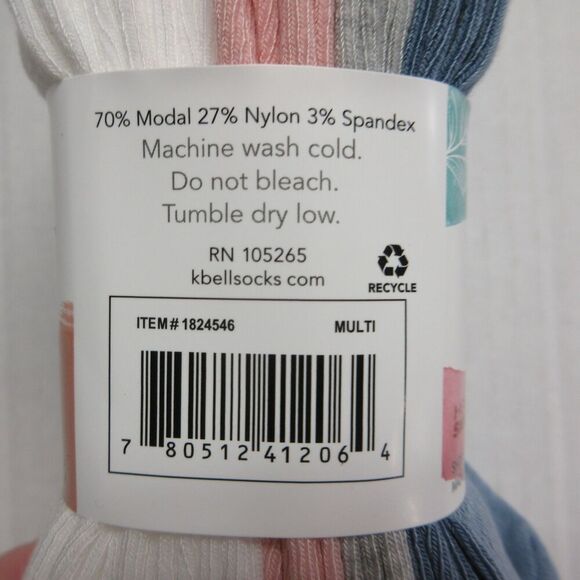 70% Modal 27% Nylon 3% Spandex
Machine wash cold.
Do not bleach.
Tumble dry low.
RN 105265
kbellsocks com
RECYCLE
ITEM# 1824546 MULTI
7 80512 41206 4